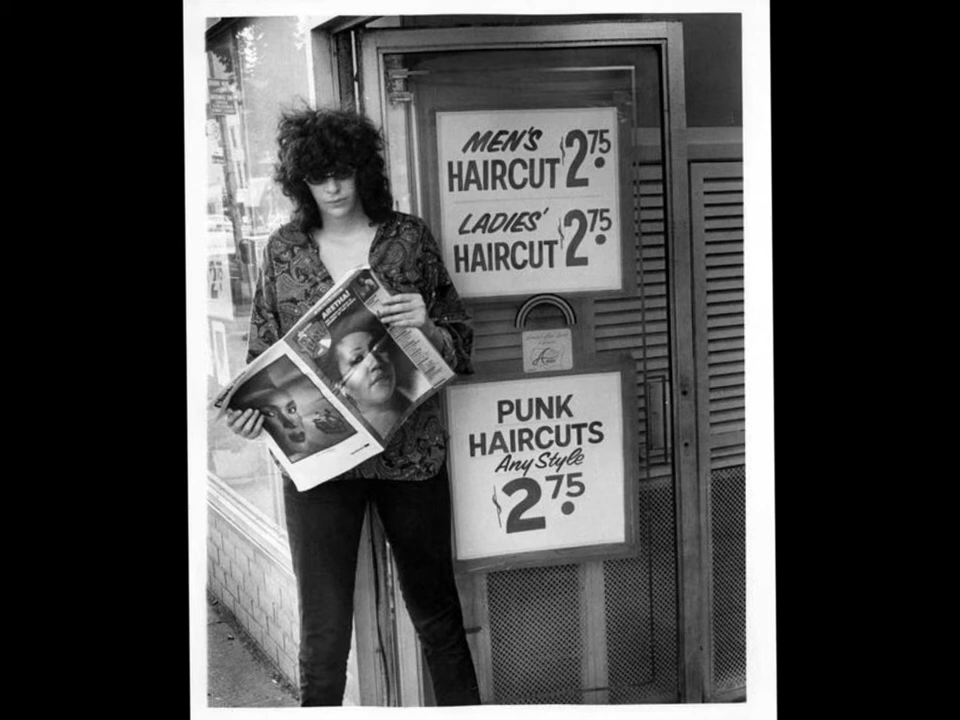 MEN'S
HAIRCUT $2.75
LADIES'
HAIRCUT $2.75
ARETHA!
PUNK
HAIRCUTS
Any Style
$2.75